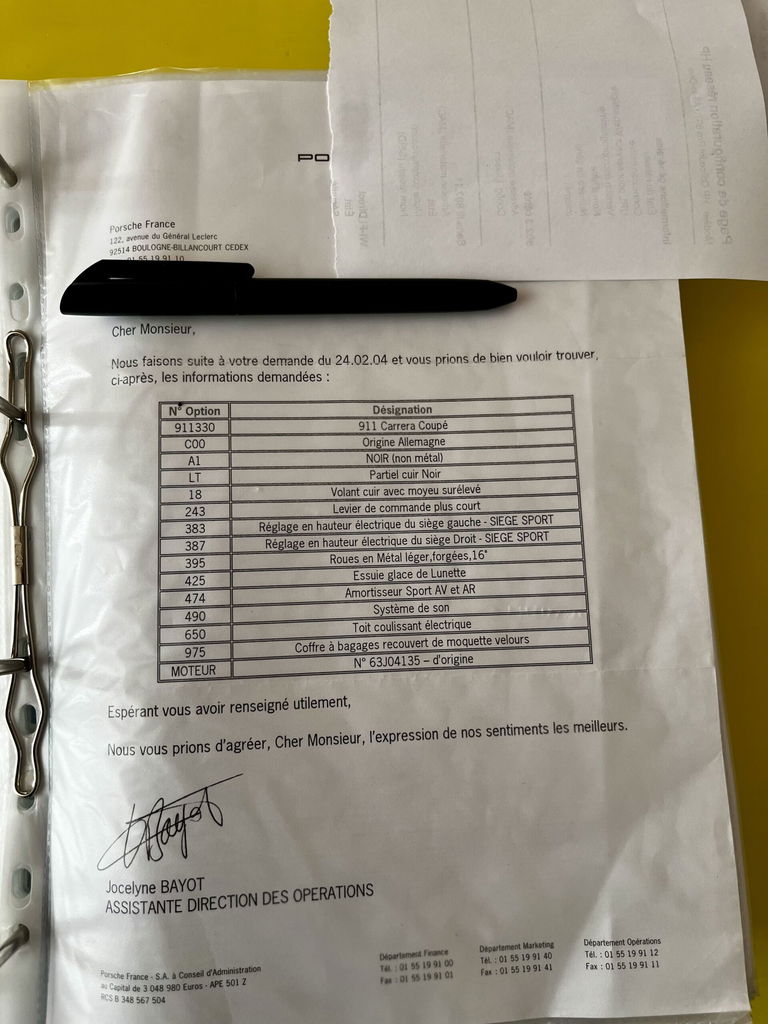 PO
Porsche France
122, avenue du Général Leclerc
92514 BOULOGNE-BILLANCOURT CEDEX
01 55 19 91 10
Cher Monsieur,
Nous faisons suite à votre demande du 24.02.04 et vous prions de bien vouloir trouver,
ci-après, les informations demandées :
N° Option Désignation
911330 911 Carrera Coupé
C00 Origine Allemagne
A1 NOIR (non métal)
LT Partiel cuir Noir
18 Volant cuir avec moyeu surélevé
243 Levier de commande plus court
383 Réglage en hauteur électrique du siège gauche - SIEGE SPORT
387 Réglage en hauteur électrique du siège Droit - SIEGE SPORT
395 Roues en Métal léger,forgées,16"
425 Essuie glace de Lunette
474 Amortisseur Sport AV et AR
490 Système de son
650 Toit coulissant électrique
975 Coffre à bagages recouvert de moquette velours
MOTEUR N° 63J04135 – d'origine
Espérant vous avoir renseigné utilement,
Nous vous prions d'agréer, Cher Monsieur, l'expression de nos sentiments les meilleurs.
Jocelyne BAYOT
ASSISTANTE DIRECTION DES OPERATIONS
Porsche France - S.A. à Conseil d'Administration
au Capital de 3 048 980 Euros - APE 501 Z
RCS B 348 567 504
Département Finance
Tél. : 01 55 19 91 00
Fax : 01 55 19 91 01
Département Marketing
Tél. : 01 55 19 91 40
Fax : 01 55 19 91 41
Département Opérations
Tél. : 01 55 19 91 12
Fax : 01 55 19 91 11
Page de configuration réseau HP